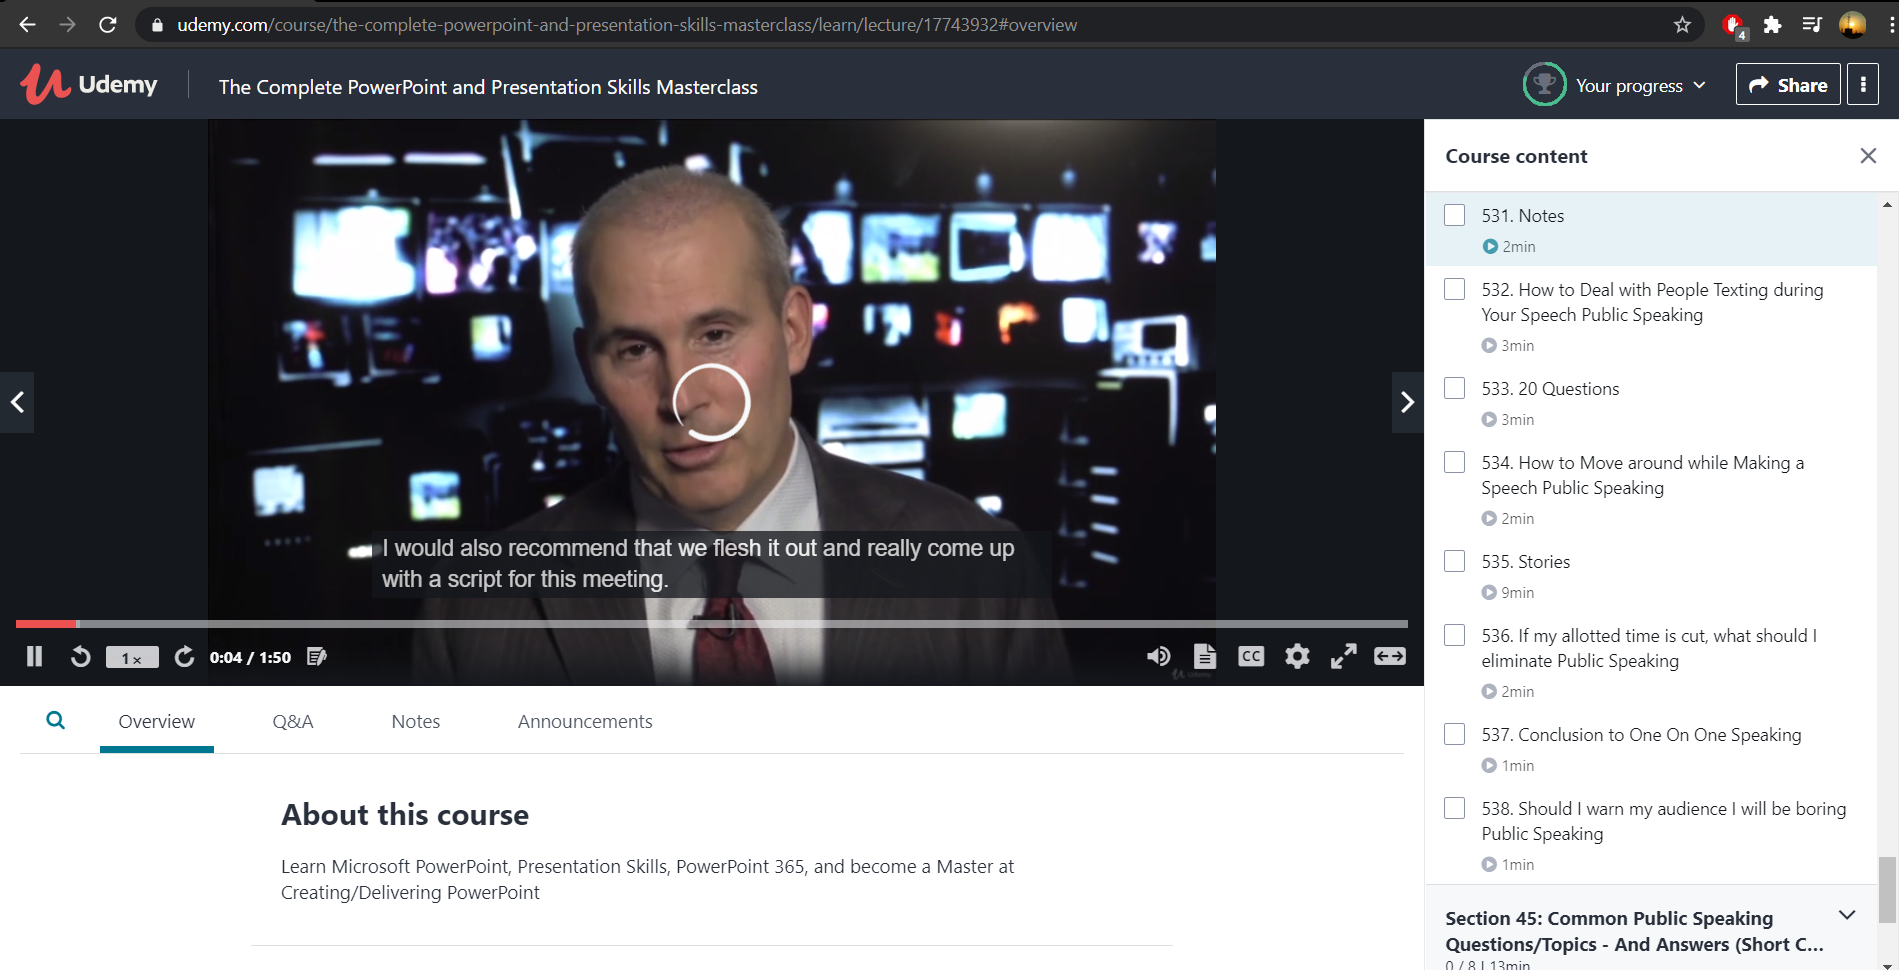 udemy.com/course/the-complete-powerpoint-and-presentation-skills-masterclass/learn/lecture/17743932#overview
4
Udemy
The Complete PowerPoint and Presentation Skills Masterclass
Your progress
Share
I would also recommend that we flesh it out and really come up
with a script for this meeting.
1x
0:04 / 1:50
CC
Udemy
Overview
Q&A
Notes
Announcements
About this course
Learn Microsoft PowerPoint, Presentation Skills, PowerPoint 365, and become a Master at
Creating/Delivering PowerPoint
Course content
531. Notes
2min
532. How to Deal with People Texting during
Your Speech Public Speaking
3min
533. 20 Questions
3min
534. How to Move around while Making a
Speech Public Speaking
2min
535. Stories
9min
536. If my allotted time is cut, what should I
eliminate Public Speaking
2min
537. Conclusion to One On One Speaking
1min
538. Should I warn my audience I will be boring
Public Speaking
1min
Section 45: Common Public Speaking
Questions/Topics - And Answers (Short C...
0 / 8 | 13min